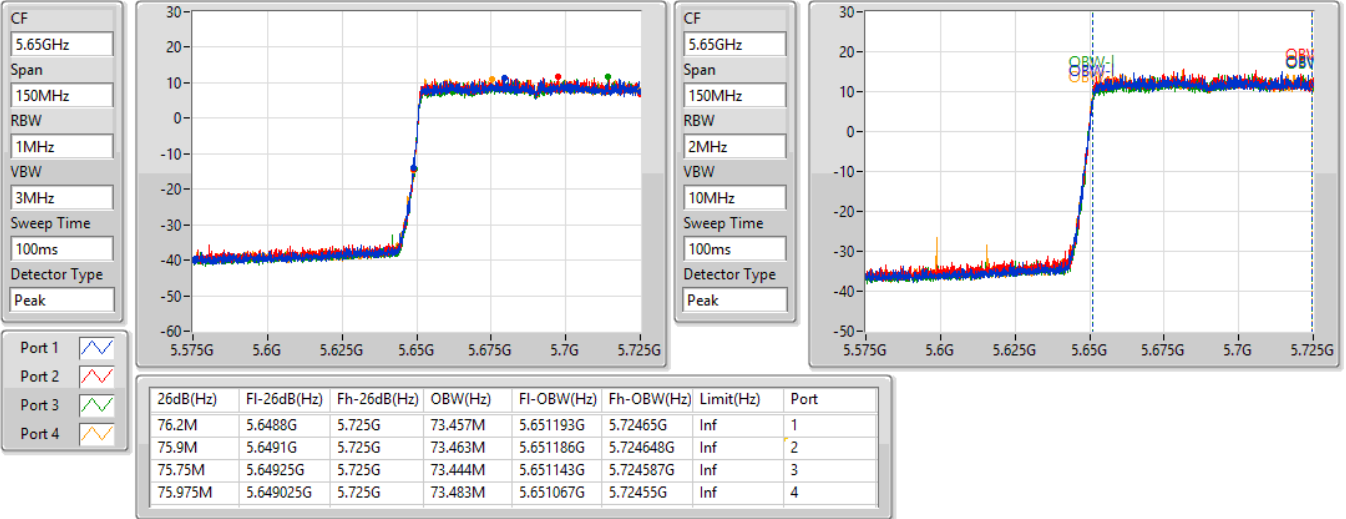 CF
5.65GHz
Span
150MHz
RBW
1MHz
VBW
3MHz
Sweep Time
100ms
Detector Type
Peak
30
20
10
0
-10
-20
-30
-40
-50
-60
5.575G 5.6G 5.625G 5.65G 5.675G 5.7G 5.725G
CF
5.65GHz
Span
150MHz
RBW
2MHz
VBW
10MHz
Sweep Time
100ms
Detector Type
Peak
30
20
10
0
-10
-20
-30
-40
-50
5.575G 5.6G 5.625G 5.65G 5.675G 5.7G 5.725G
OBW-l
OBW-l
Port 1
Port 2
Port 3
Port 4
26dB(Hz) Fl-26dB(Hz) Fh-26dB(Hz) OBW(Hz) Fl-OBW(Hz) Fh-OBW(Hz) Limit(Hz) Port
76.2M 5.6488G 5.725G 73.457M 5.651193G 5.72465G Inf 1
75.9M 5.6491G 5.725G 73.463M 5.651186G 5.724648G Inf 2
75.75M 5.64925G 5.725G 73.444M 5.651143G 5.724587G Inf 3
75.975M 5.649025G 5.725G 73.483M 5.651067G 5.72455G Inf 4